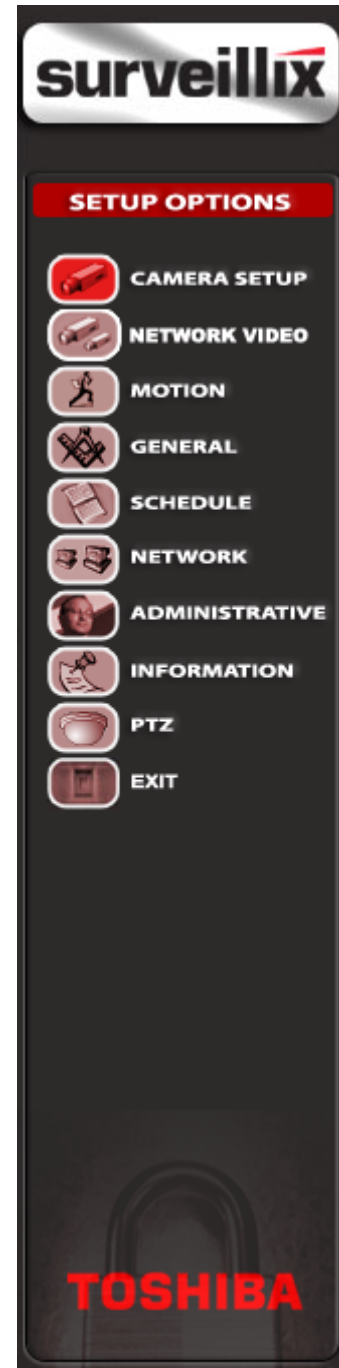 surveillix
SETUP OPTIONS
CAMERA SETUP
NETWORK VIDEO
MOTION
GENERAL
SCHEDULE
NETWORK
ADMINISTRATIVE
INFORMATION
PTZ
EXIT
TOSHIBA